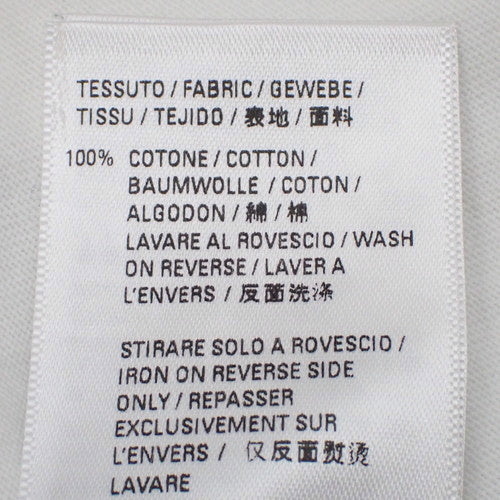 TESSUTO / FABRIC / GEWEBE /
TISSU / TEJIDO / 表地 / 面料
100% COTONE / COTTON /
BAUMWOLLE / COTON /
ALGODON / 綿 / 棉
LAVARE AL ROVESCIO / WASH
ON REVERSE / LAVER A
L'ENVERS / 反面洗涤
STIRARE SOLO A ROVESCIO /
IRON ON REVERSE SIDE
ONLY / REPASSER
EXCLUSIVEMENT SUR
L'ENVERS / 仅反面熨烫
LAVARE